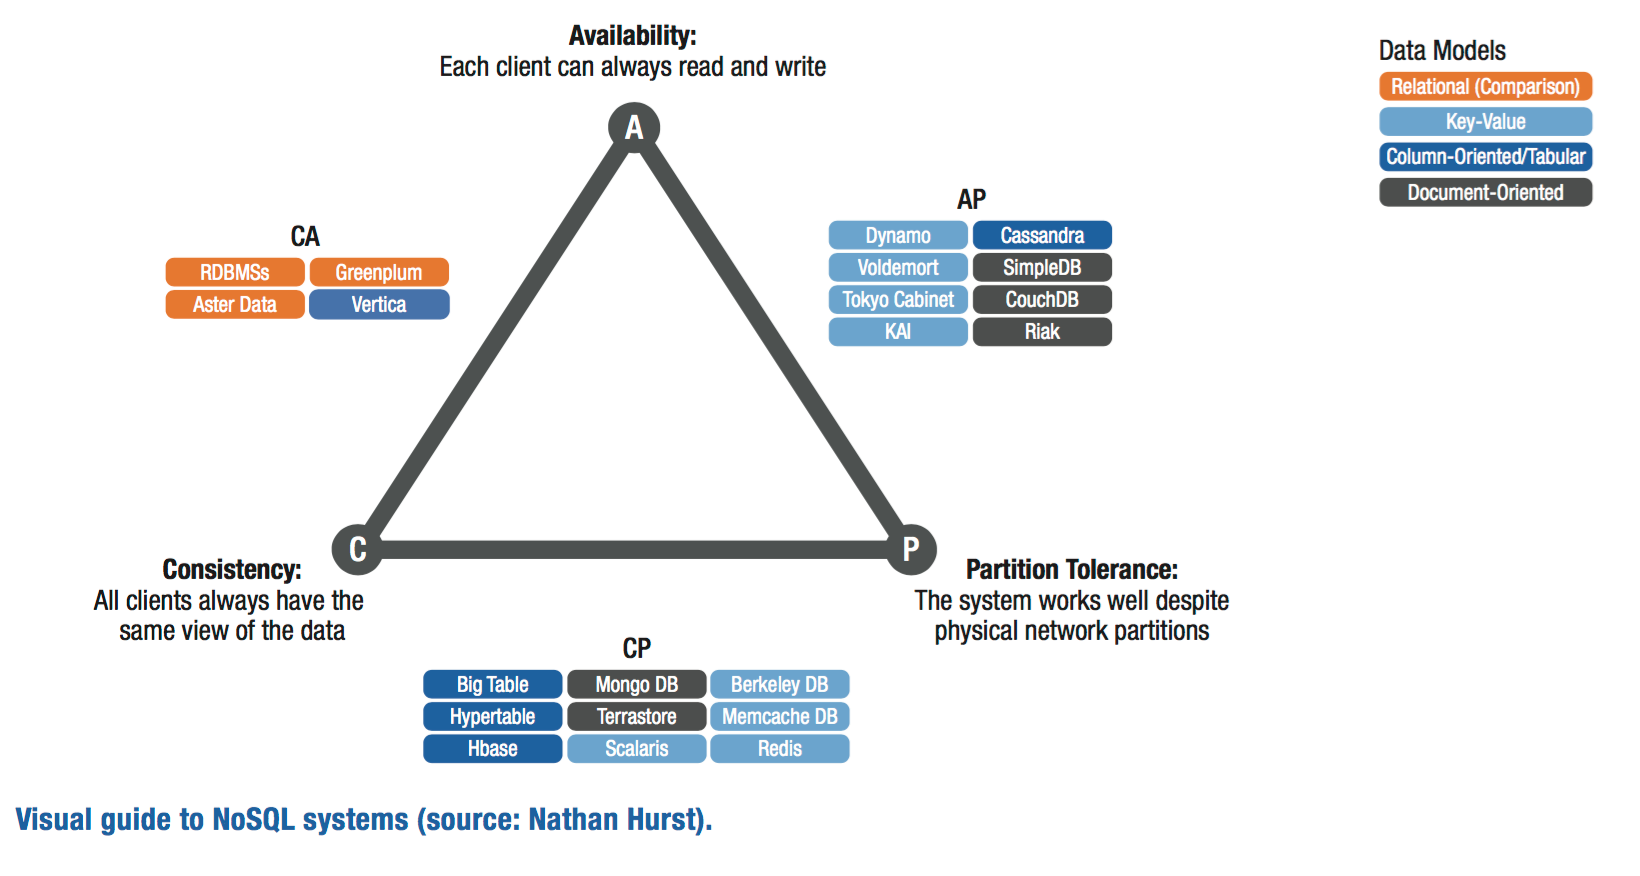 Availability:
Each client can always read and write
A
Data Models
Relational (Comparison)
Key-Value
Column-Oriented/Tabular
Document-Oriented
CA
RDBMSs
Greenplum
Aster Data
Vertica
AP
Dynamo
Cassandra
Voldemort
SimpleDB
Tokyo Cabinet
CouchDB
KAI
Riak
C
Consistency:
All clients always have the
same view of the data
P
Partition Tolerance:
The system works well despite
physical network partitions
CP
Big Table
Mongo DB
Berkeley DB
Hypertable
Terrastore
Memcache DB
Hbase
Scalaris
Redis
Visual guide to NoSQL systems (source: Nathan Hurst).